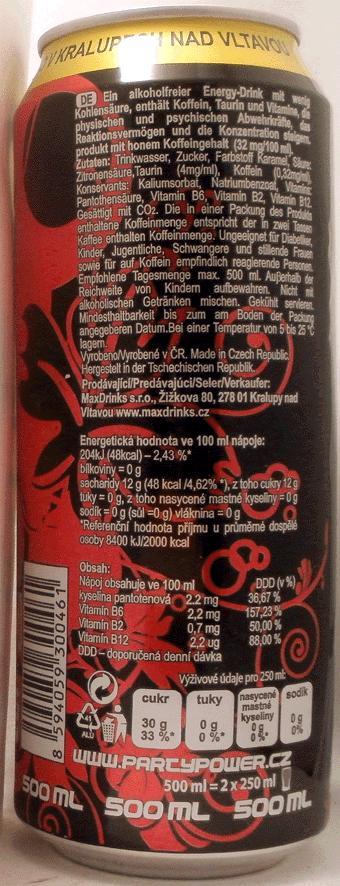 V KRALUPECH NAD VLTAVOU
DE Ein alkoholfreier Energy-Drink mit wenig
Kohlensäure, enthält Koffein, Taurin und Vitamine, die
physischen und psychischen Abwehrkräfte, das
Reaktionsvermögen und die Konzentration steigern,
produkt mit honem Koffeingehalt (32 mg/100 ml).
Zutaten: Trinkwasser, Zucker, Farbstoff Karamel, Säure:
Zitronensäure,Taurin (4mg/ml), Koffein (0,32mg/ml),
Konservants: Kaliumsorbat, Natriumbenzoat, Vitamins:
Pantothensäure, Vitamin B6, Vitamin B2, Vitamin B12.
Gesättigt mit CO2. Die in einer Packung des Produkts
enthaltene Koffeinmenge entspricht der in zwei Tassen
Kaffee enthalten Koffeinmenge. Ungeeignet für Diabetiker,
Kinder, Jugentliche, Schwangere und stillende Frauen
sowie für auf Koffein empfindlich reagierende Personen.
Empfohlene Tagesmenge max. 500 ml. Außerhalb der
Reichweite von Kindern aufbewahren. Nicht mit
alkoholischen Getränken mischen. Gekühlt servieren.
Mindesthaltbarkeit bis zum am Boden der Packung
angegeberen Datum.Bei einer Temperatur von 5 bis 25 °C
lagern.
Vyrobeno/Vyrobené v ČR. Made in Czech Republic.
Hergestellt in der Tschechischen Republik.
Prodávající/Predávajúci/Seler/Verkaufer:
MaxDrinks s.r.o., Žižkova 80, 278 01 Kralupy nad
Vltavou www.maxdrinks.cz
Energetická hodnota ve 100 ml nápoje:
204kJ (48kcal) – 2,43 %*
bílkoviny = 0 g
sacharidy 12 g (48 kcal /4,62% *), z toho cukry 12 g
tuky = 0 g, z toho nasycené mastné kyseliny = 0 g
sodík = 0 g (sůl =0 g) vláknina = 0 g
*Referenční hodnota příjmu u průměrné dospělé
osoby 8400 kJ/2000 kcal
Obsah:
Nápoj obsahuje ve 100 ml DDD (v %)
kyselina pantotenová 2.2 mg 36,67 %
Vitamín B6 2,2 mg 157,23 %
Vitamín B2 0,7 mg 50,00 %
Vitamín B12 2,2 ug 88,00 %
DDD – doporučená denní dávka
Výživové údaje pro 250 ml:
cukr tuky nasycené mastné kyseliny sodík
30 g 0 g 0 g 0 g
33 %* 0 %* 0 %* 0%
41
ALU
8 594059 300461
WWW.PARTYPOWER.CZ
500 ml = 2 x 250 ml
500 ML 500 ML 500 ML